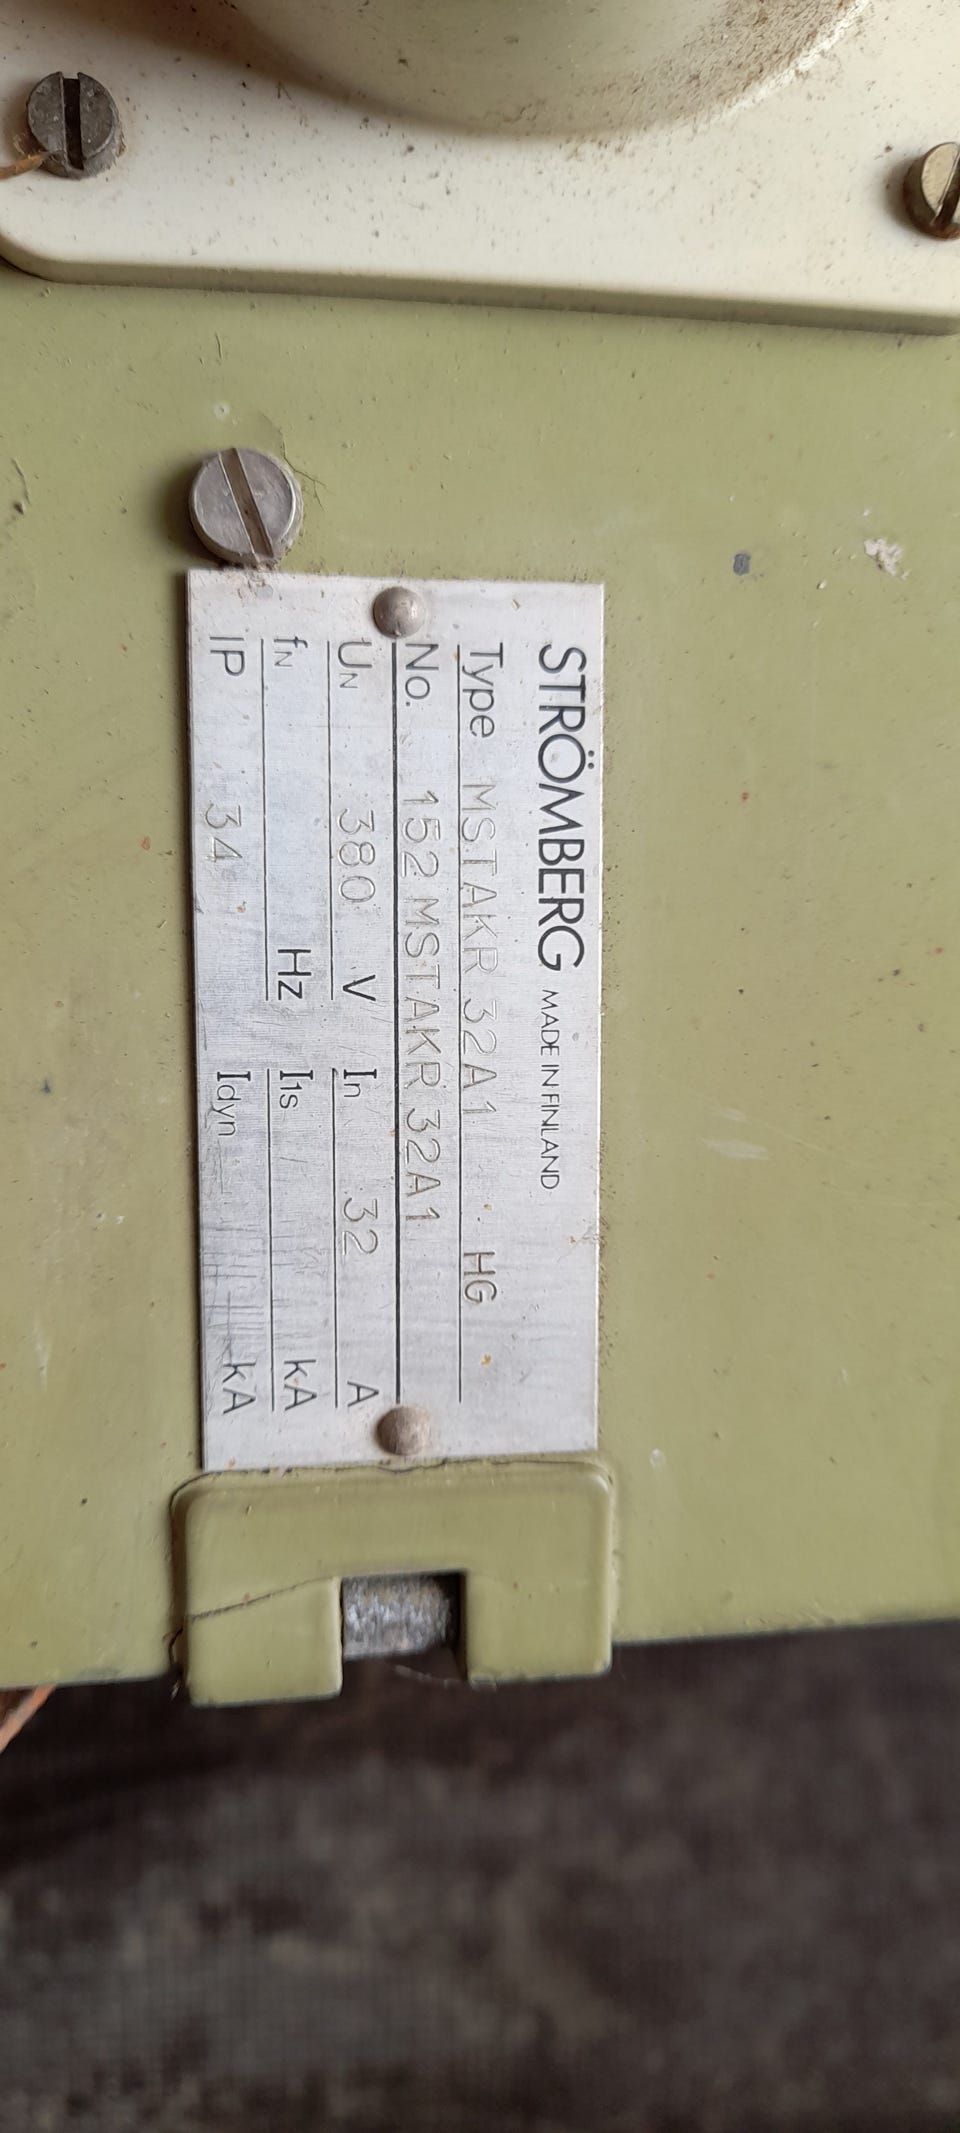 STRÖMBERG MADE IN FINLAND
Type MSTAKR 32A1 HG
No. 152 MSTAKR 32A1
UN 380 V In 32 A
fN Hz I1s kA
IP 34 Idyn kA